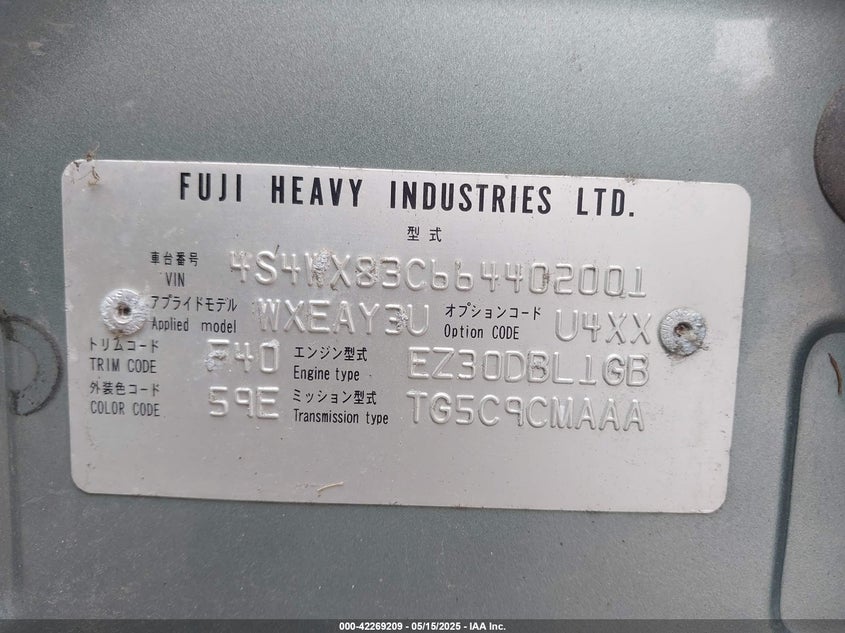 FUJI HEAVY INDUSTRIES LTD.
型式
車台番号 VIN 4S4WX83C664402001
アプライドモデル Applied model WXEAY3U オプションコード Option CODE U4XX
トリムコード TRIM CODE F40 エンジン型式 Engine type EZ30DBL1GB
外装色コード COLOR CODE 59E ミッション型式 Transmission type TG5C9CMAAA
000-42269209 - 05/15/2025 - IAA Inc.